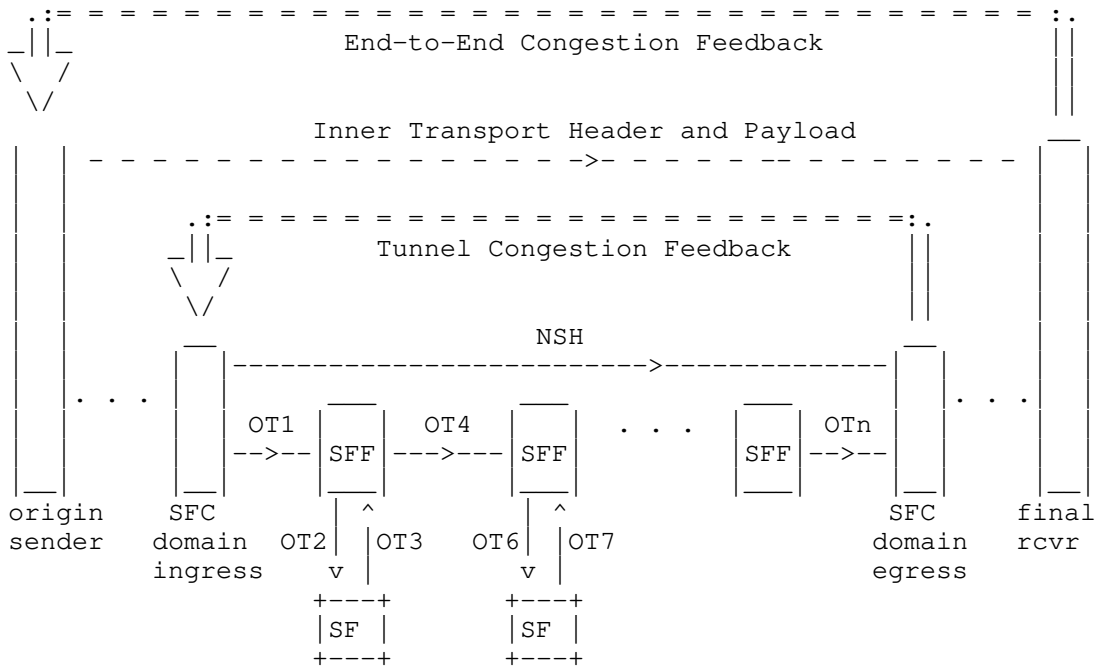 End-to-End Congestion Feedback
Inner Transport Header and Payload
Tunnel Congestion Feedback
NSH
OT1 OT4 . . . OTn
SFF SFF SFF
origin SFC SFC final
sender domain OT2 OT3 OT6 OT7 domain rcvr
ingress v v egress
SF SF